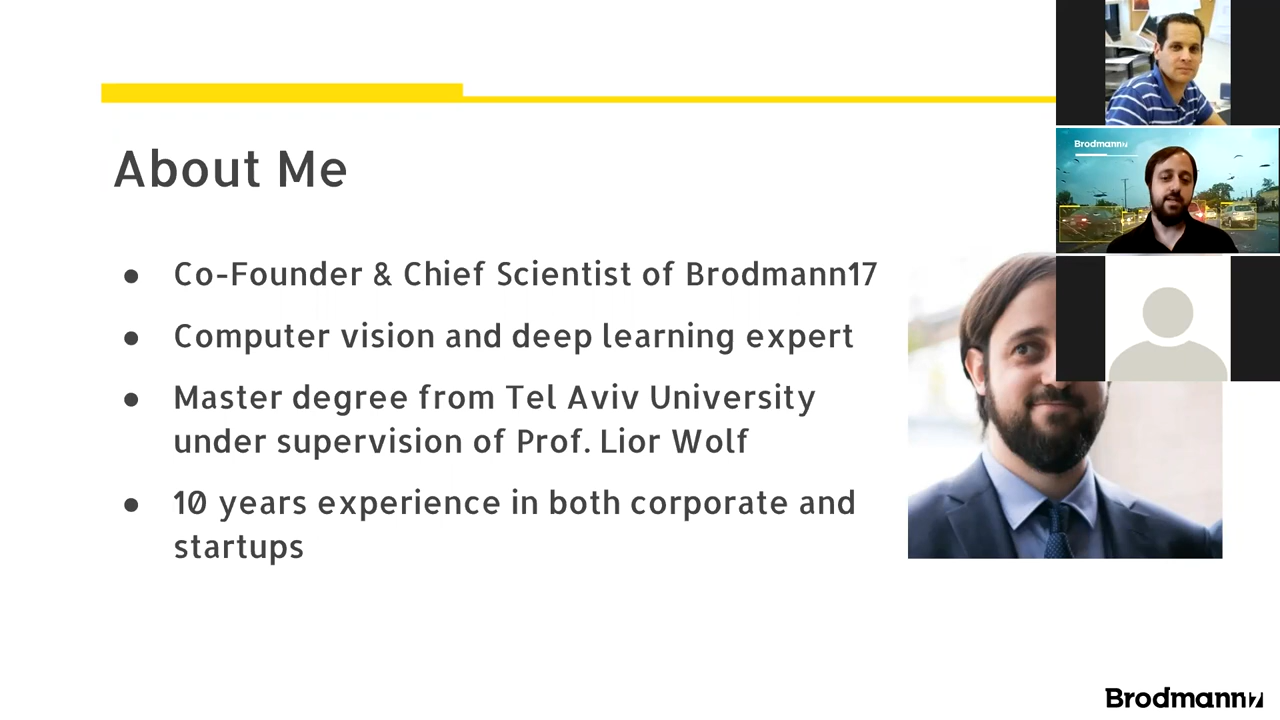 Brodmann17
About Me
● Co-Founder & Chief Scientist of Brodmann17
● Computer vision and deep learning expert
● Master degree from Tel Aviv University
under supervision of Prof. Lior Wolf
● 10 years experience in both corporate and
startups
Brodmann17